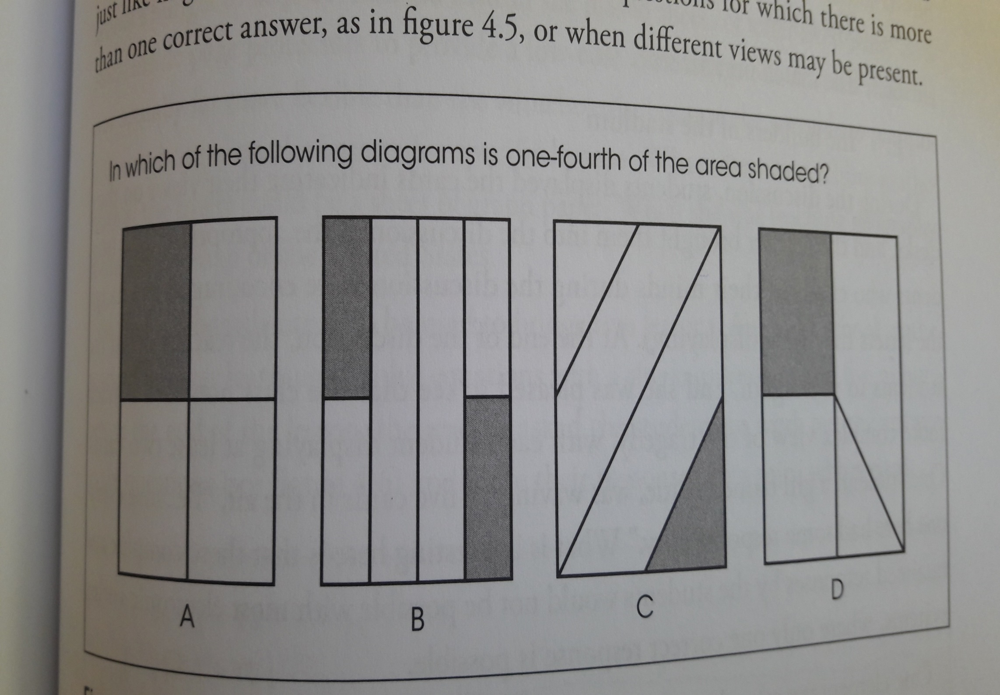 just like
for which there is more
than one correct answer, as in figure 4.5, or when different views may be present.
In which of the following diagrams is one-fourth of the area shaded?
A
B
C
D